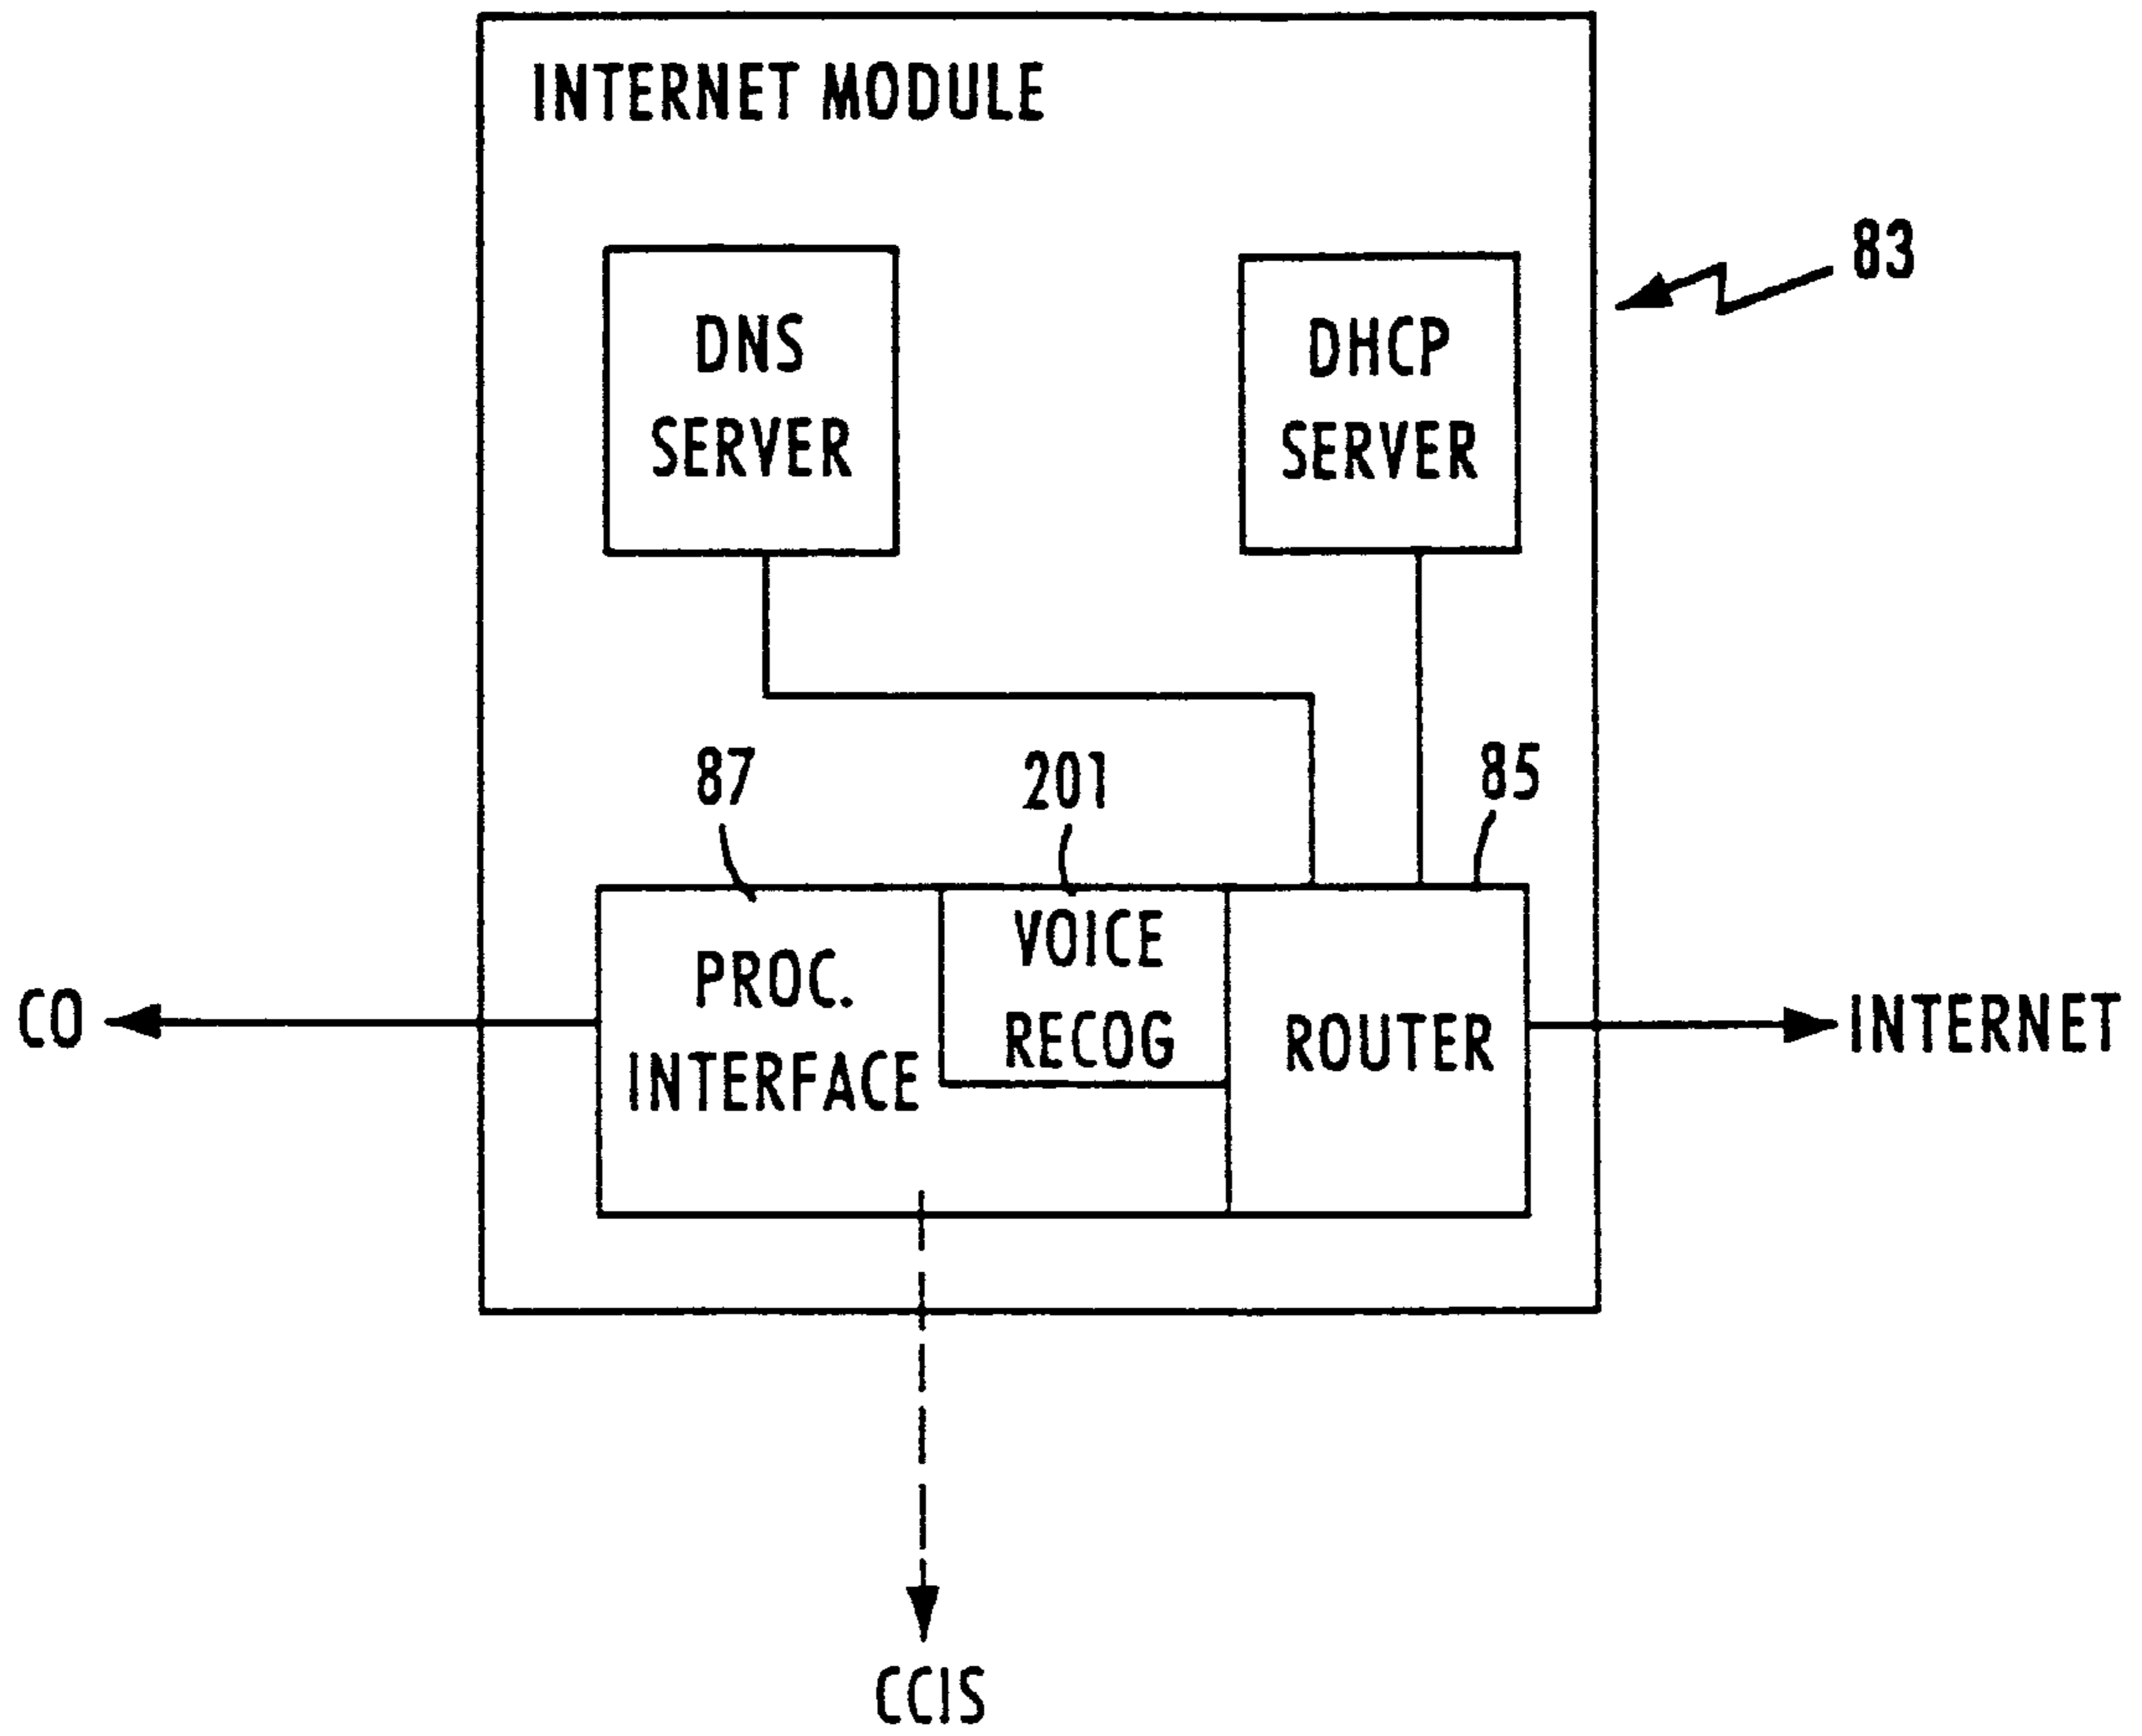 INTERNET MODULE
83
DNS
SERVER
DHCP
SERVER
87
201
85
PROC.
INTERFACE
VOICE
RECOG
ROUTER
CO
INTERNET
CCIS